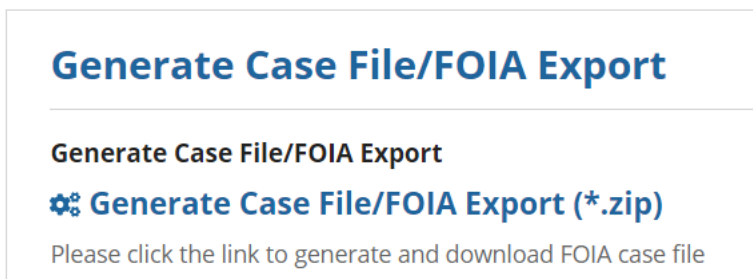 Generate Case File/FOIA Export
Generate Case File/FOIA Export
Generate Case File/FOIA Export (*.zip)
Please click the link to generate and download FOIA case file